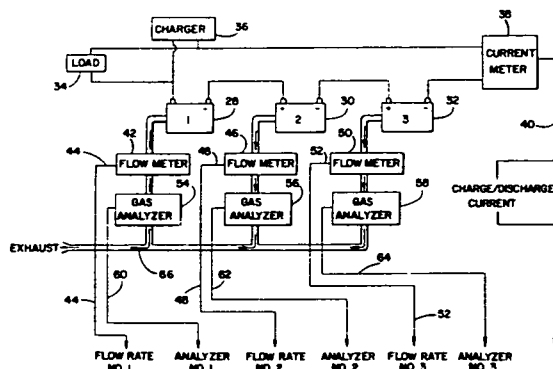 CHARGER
36
38
CURRENT
METER
LOAD
34
40
+ - + - + -
1 28
2 30
3 32
42 46 50
44 48 52
FLOW METER FLOW METER FLOW METER
54 56 58
GAS ANALYZER
GAS ANALYZER
GAS ANALYZER
CHARGE/DISCHARGE
CURRENT
EXHAUST
60 66 62 64
44 48 52
FLOW RATE NO. 1
ANALYZER NO. 1
FLOW RATE NO. 2
ANALYZER NO. 2
FLOW RATE NO. 3
ANALYZER NO. 3